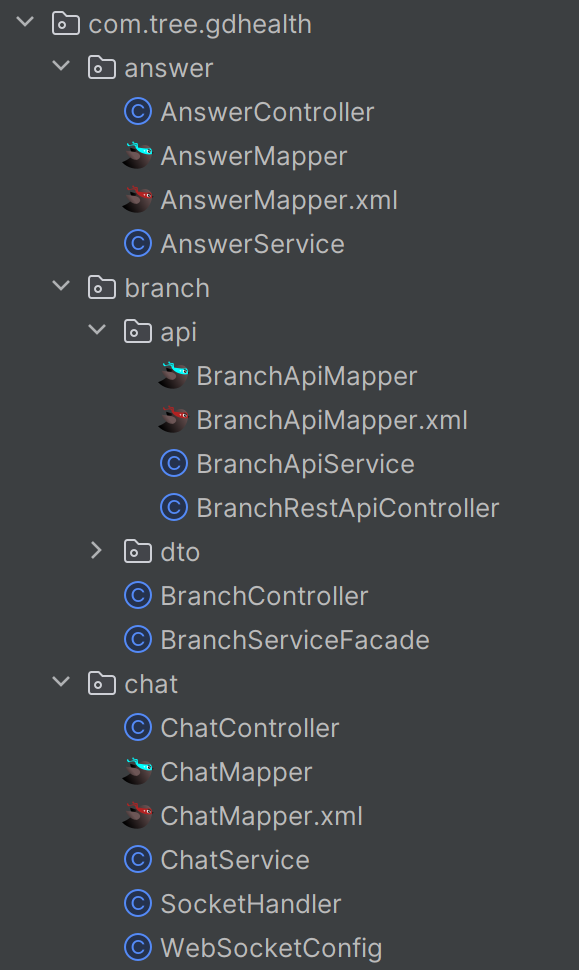 com.tree.gdhealth
answer
AnswerController
AnswerMapper
AnswerMapper.xml
AnswerService
branch
api
BranchApiMapper
BranchApiMapper.xml
BranchApiService
BranchRestApiController
dto
BranchController
BranchServiceFacade
chat
ChatController
ChatMapper
ChatMapper.xml
ChatService
SocketHandler
WebSocketConfig